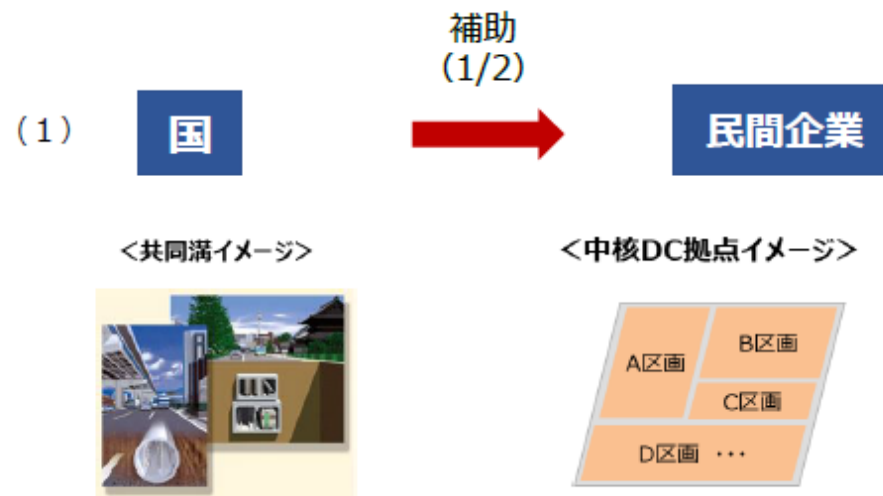 補助
（1/2）
（1） 国 民間企業
＜共同溝イメージ＞ ＜中核DC拠点イメージ＞
A区画 B区画
C区画
D区画 ･･･